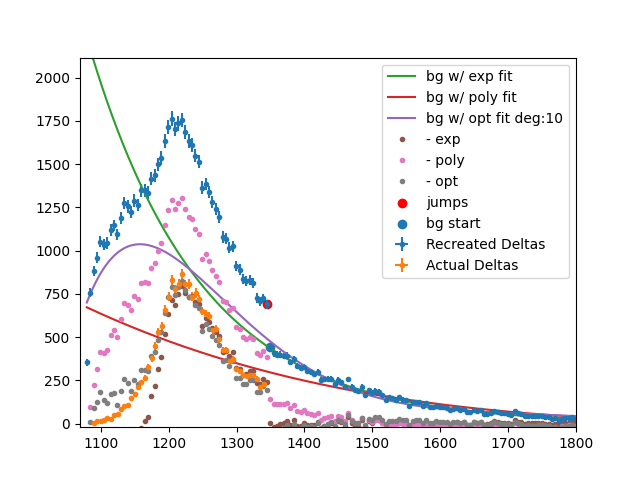 2000
1750
1500
1250
1000
750
500
250
0
1100 1200 1300 1400 1500 1600 1700 1800
bg w/ exp fit
bg w/ poly fit
bg w/ opt fit deg:10
- exp
- poly
- opt
jumps
bg start
Recreated Deltas
Actual Deltas